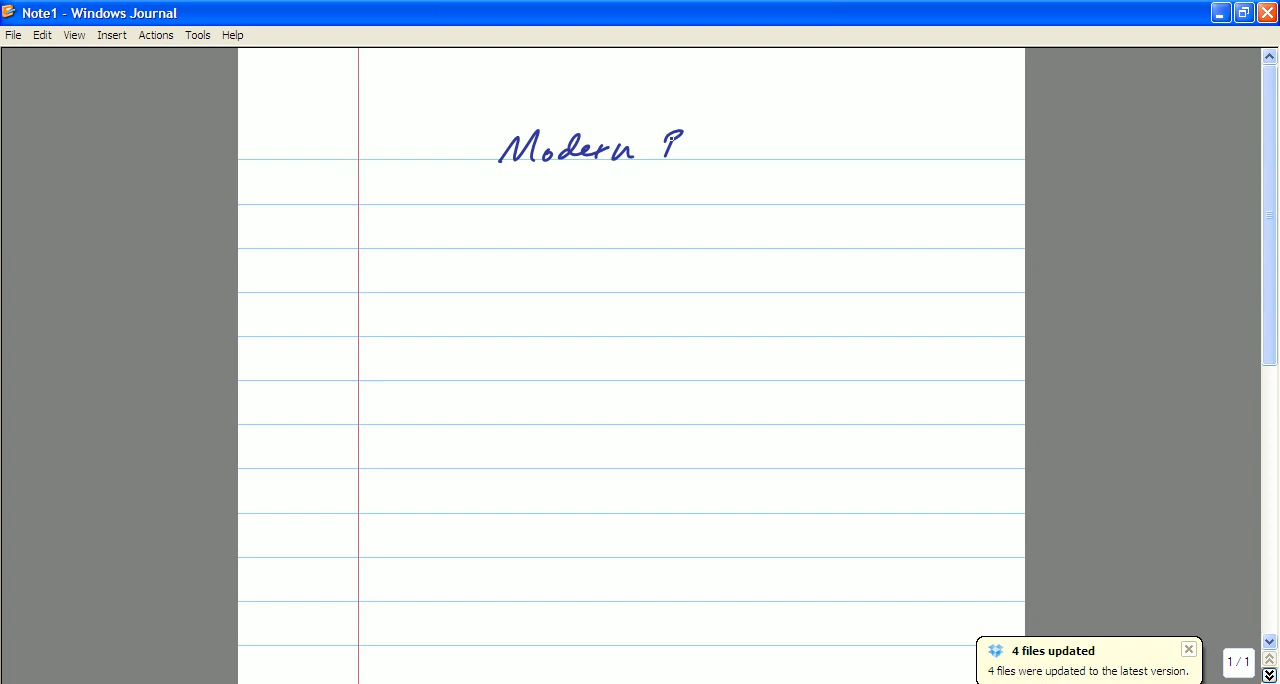 Note1 - Windows Journal
File Edit View Insert Actions Tools Help
Modern P
4 files updated
4 files were updated to the latest version.
1 / 1